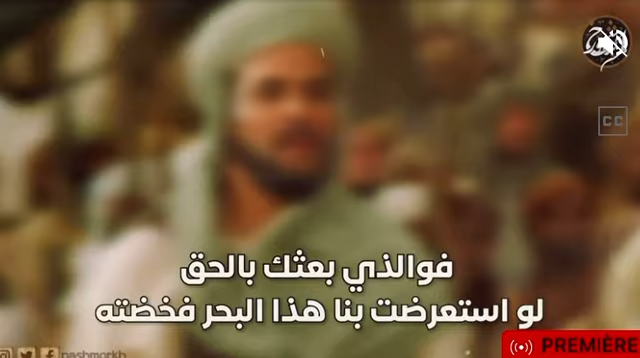 CC
فوالذي بعثك بالحق
لو استعرضت بنا هذا البحر فخضته
PREMIÈRE